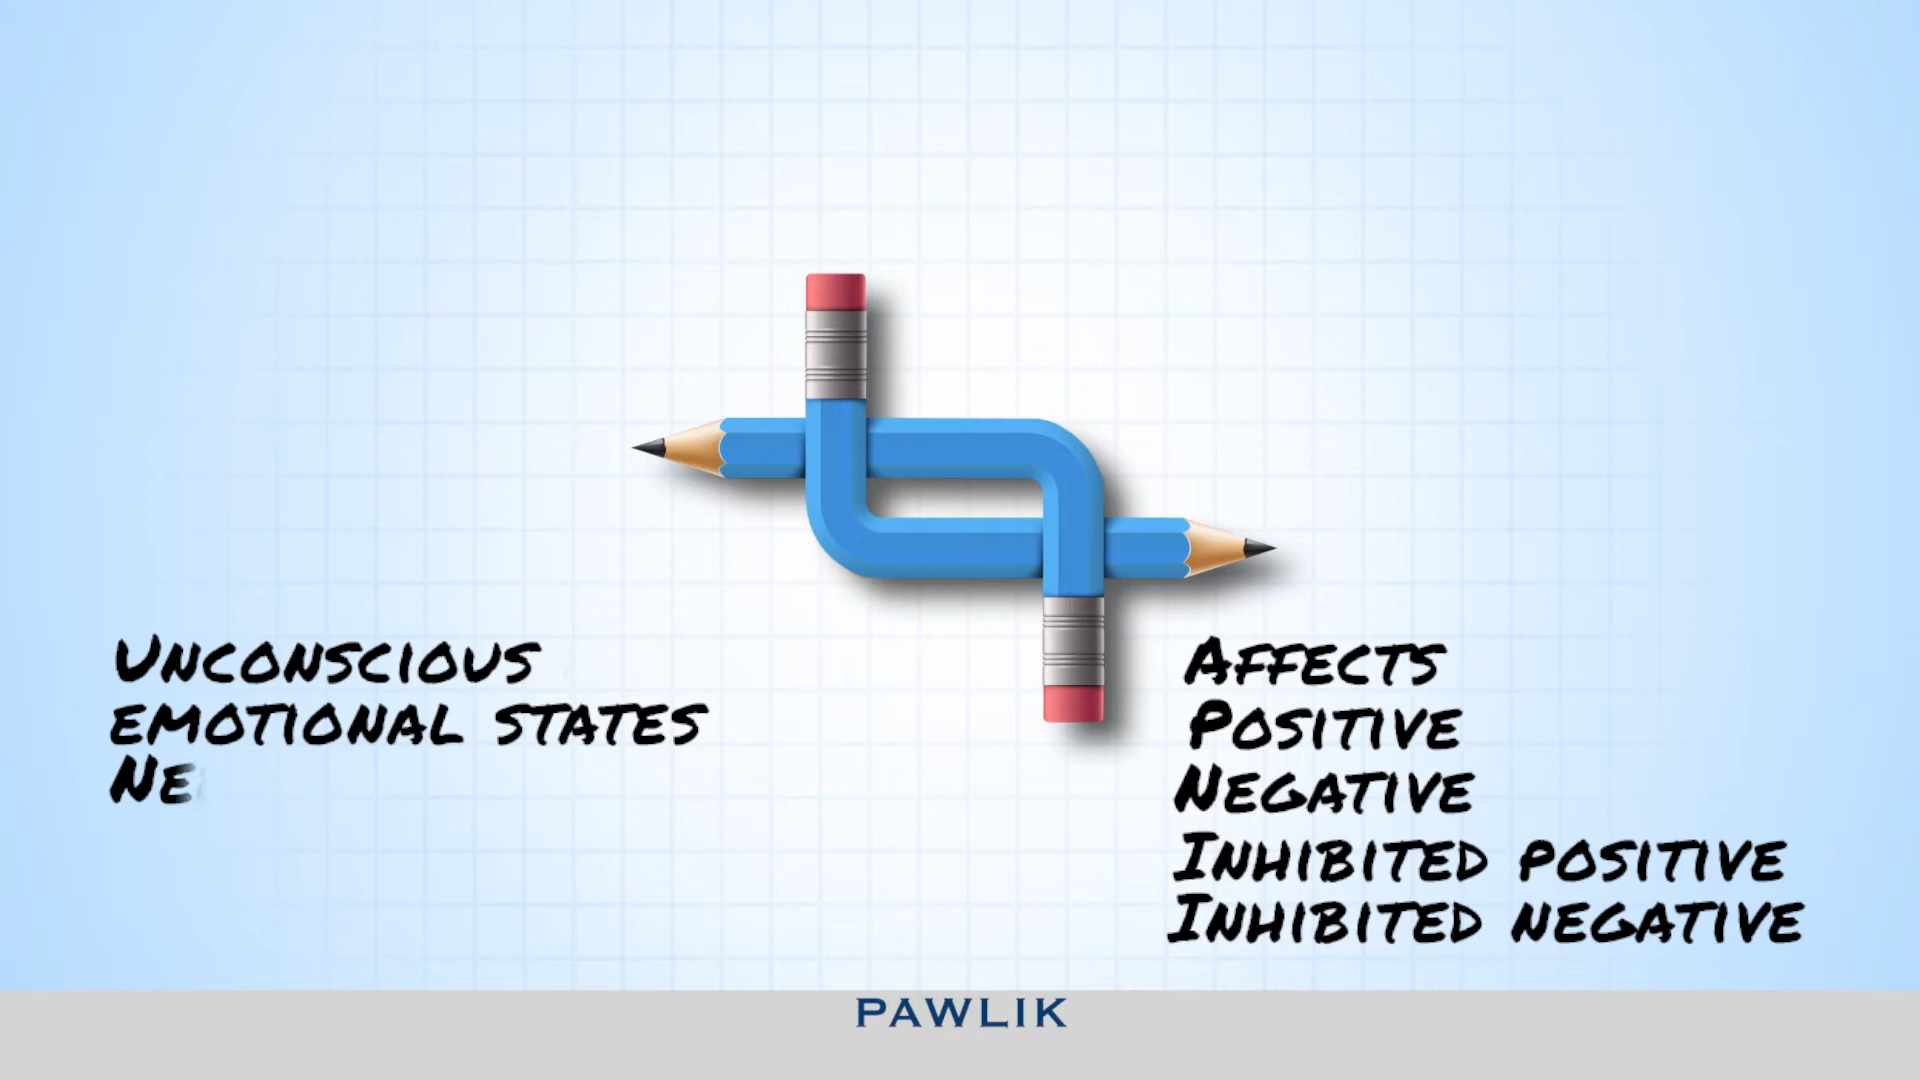 Unconscious
emotional states
Ne
Affects
Positive
Negative
Inhibited positive
Inhibited negative
PAWLIK